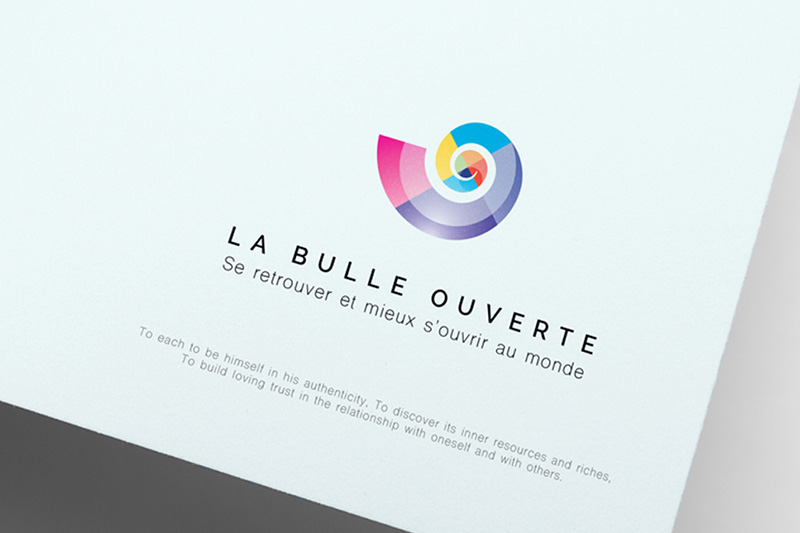 LA BULLE OUVERTE
Se retrouver et mieux s'ouvrir au monde
To each to be himself in his authenticity, To discover its inner resources and riches,
To build loving trust in the relationship with oneself and with others.